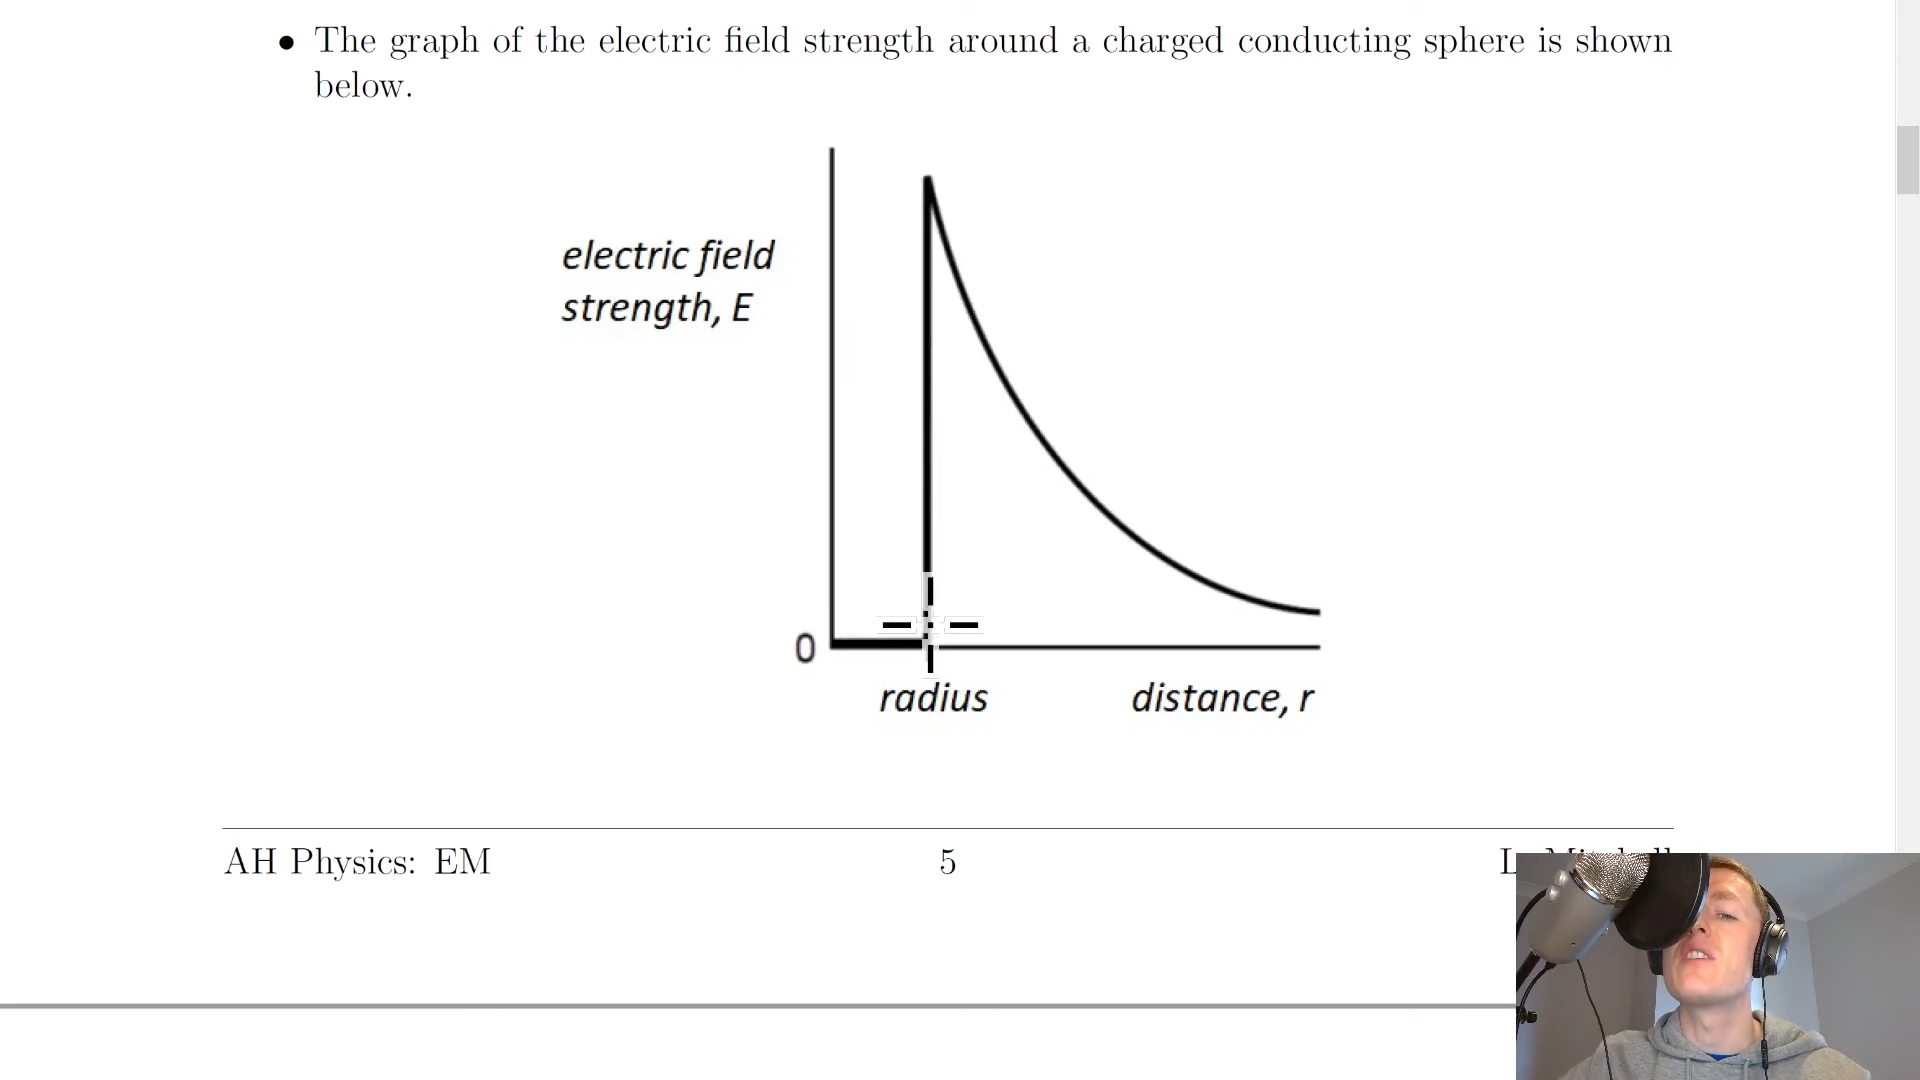 • The graph of the electric field strength around a charged conducting sphere is shown
below.
electric field
strength, E
0
radius
distance, r
AH Physics: EM
5